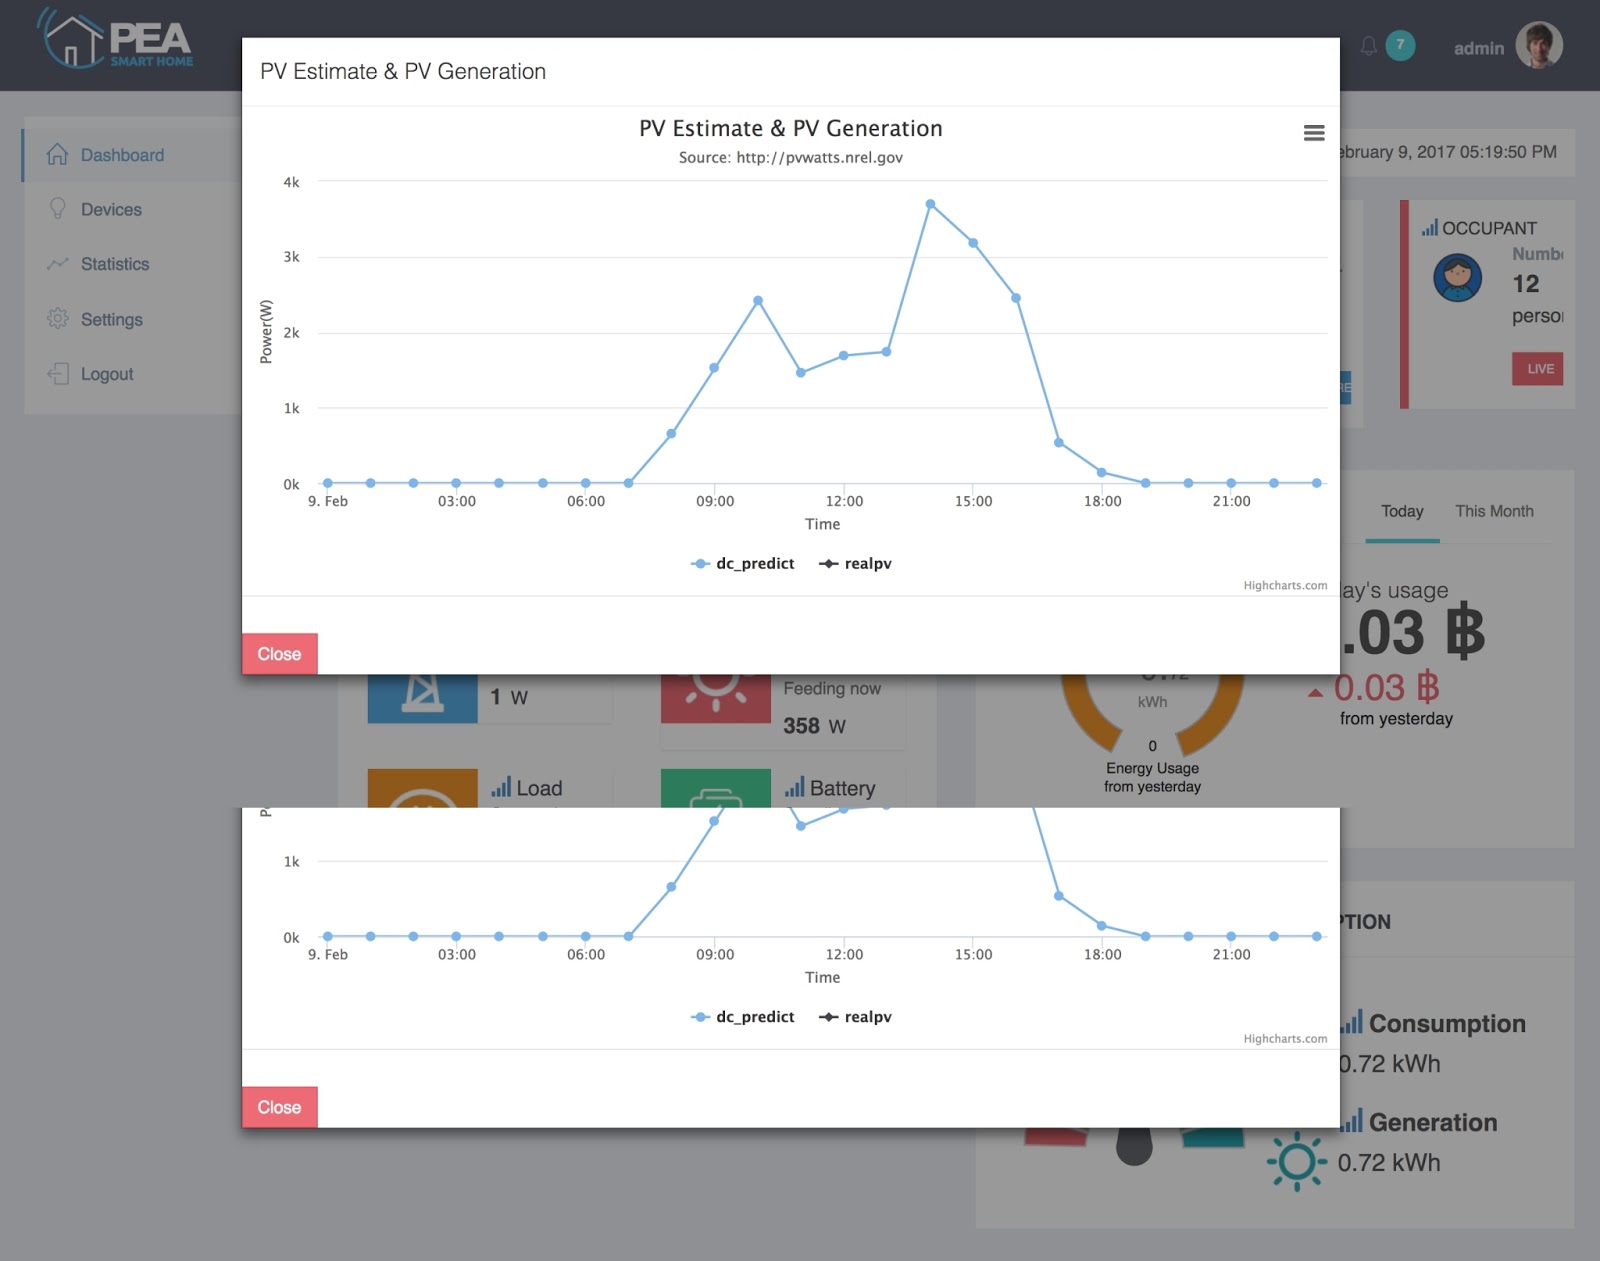 PEA
SMART HOME
7
admin
PV Estimate & PV Generation
Dashboard
Devices
Statistics
Settings
Logout
PV Estimate & PV Generation
Source: http://pvwatts.nrel.gov
4k
3k
2k
1k
0k
Power(W)
9. Feb
03:00
06:00
09:00
12:00
15:00
18:00
21:00
Time
dc_predict
realpv
Highcharts.com
Close
ebruary 9, 2017 05:19:50 PM
OCCUPANT
Numbe
12
person
LIVE
RE
Today
This Month
lay's usage
.03 ฿
0.03 ฿
from yesterday
1 W
Feeding now
358 W
kWh
0
Energy Usage
from yesterday
Load
Battery
1k
0k
9. Feb
03:00
06:00
09:00
12:00
15:00
18:00
21:00
Time
dc_predict
realpv
Highcharts.com
Close
PTION
Consumption
0.72 kWh
Generation
0.72 kWh